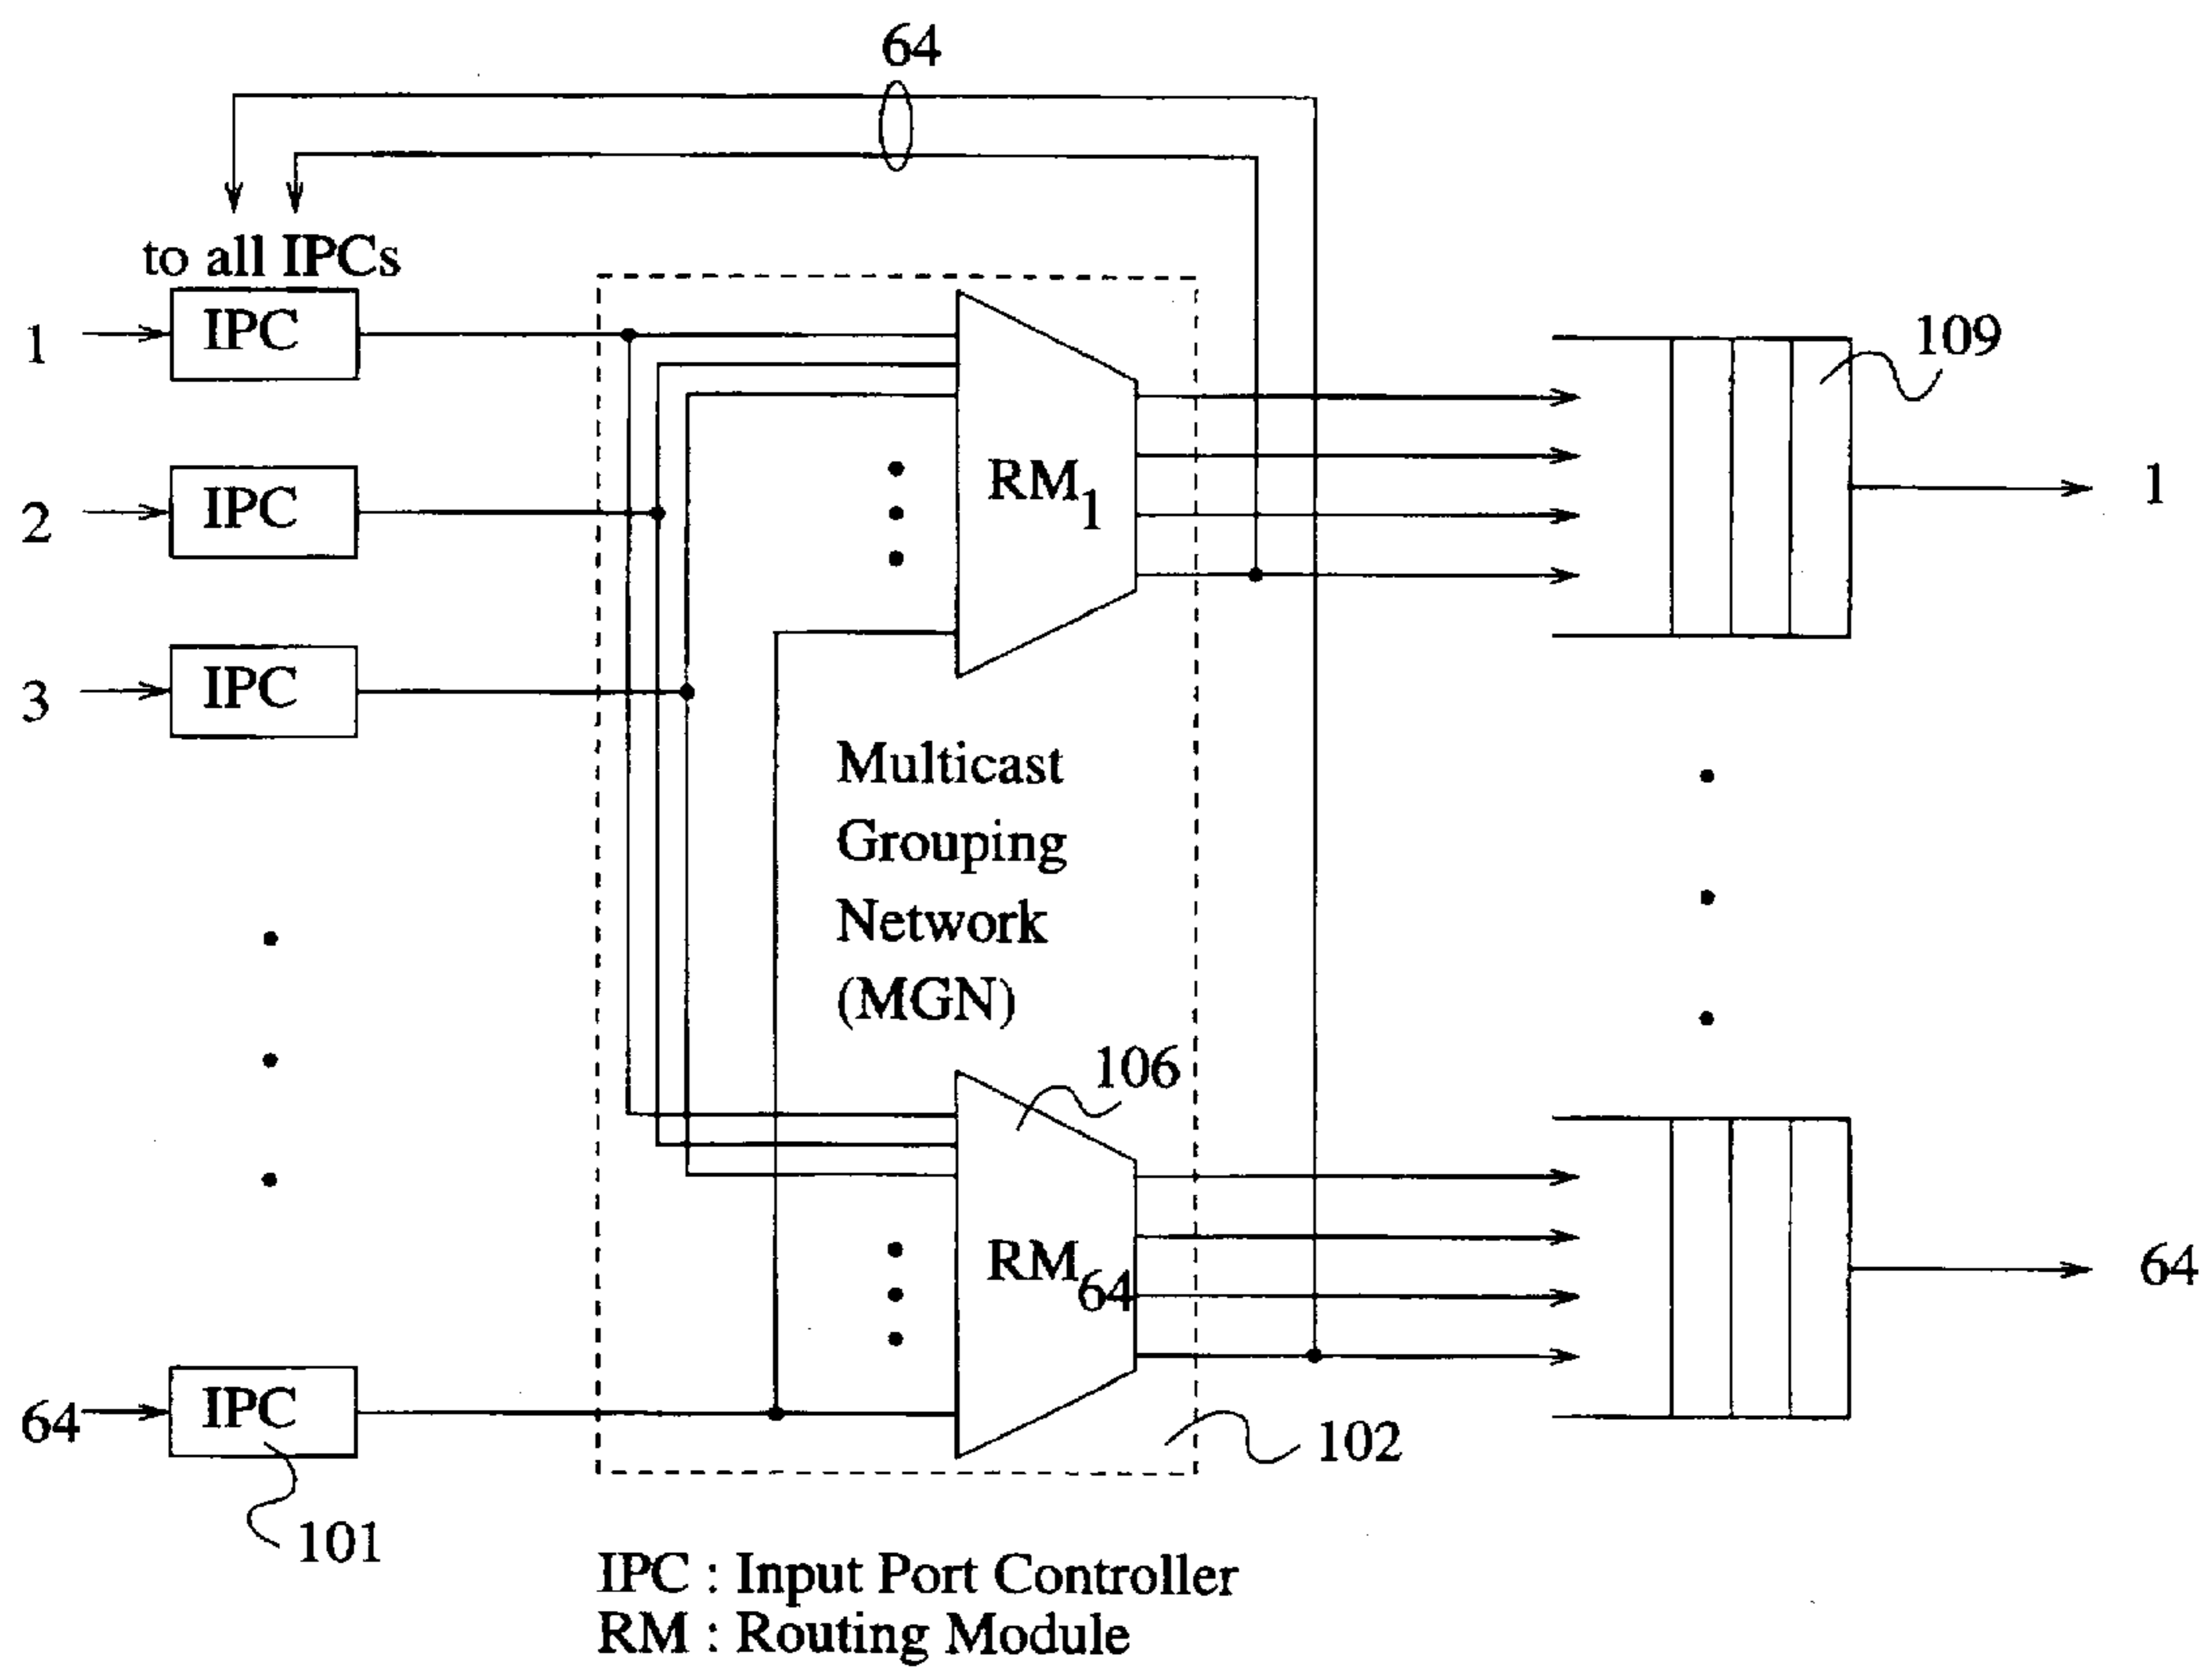 64
to all IPCs
1
IPC
109
2
IPC
RM1
1
3
IPC
Multicast
Grouping
Network
(MGN)
106
RM64
64
64
IPC
102
101
IPC : Input Port Controller
RM : Routing Module